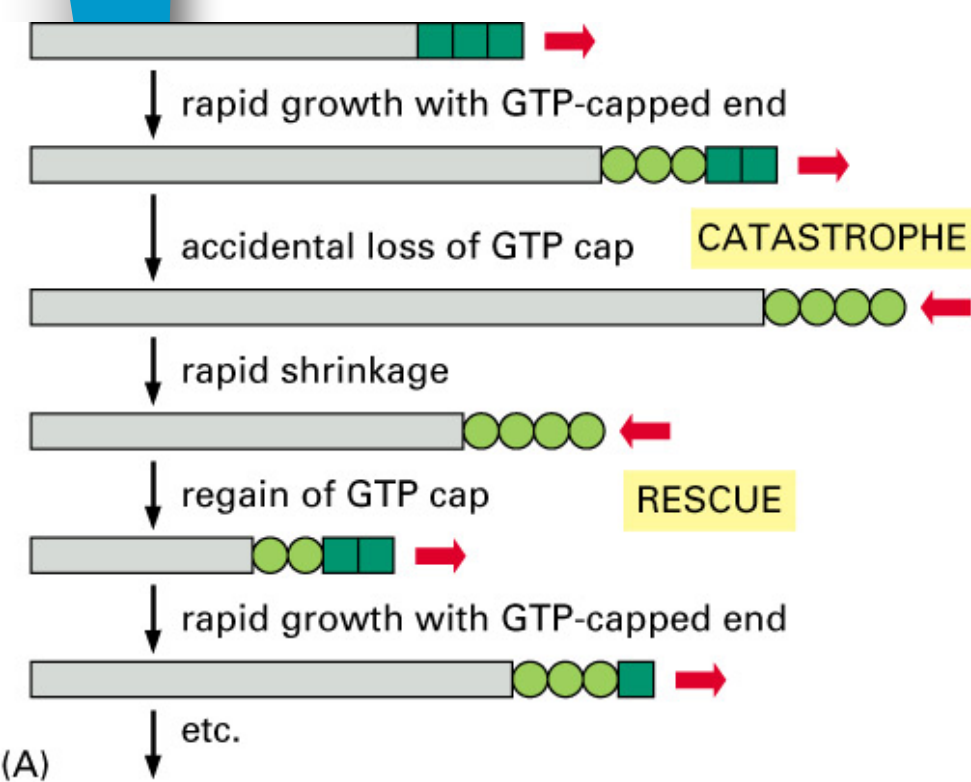 rapid growth with GTP-capped end
accidental loss of GTP cap
CATASTROPHE
rapid shrinkage
regain of GTP cap
RESCUE
rapid growth with GTP-capped end
etc.
(A)